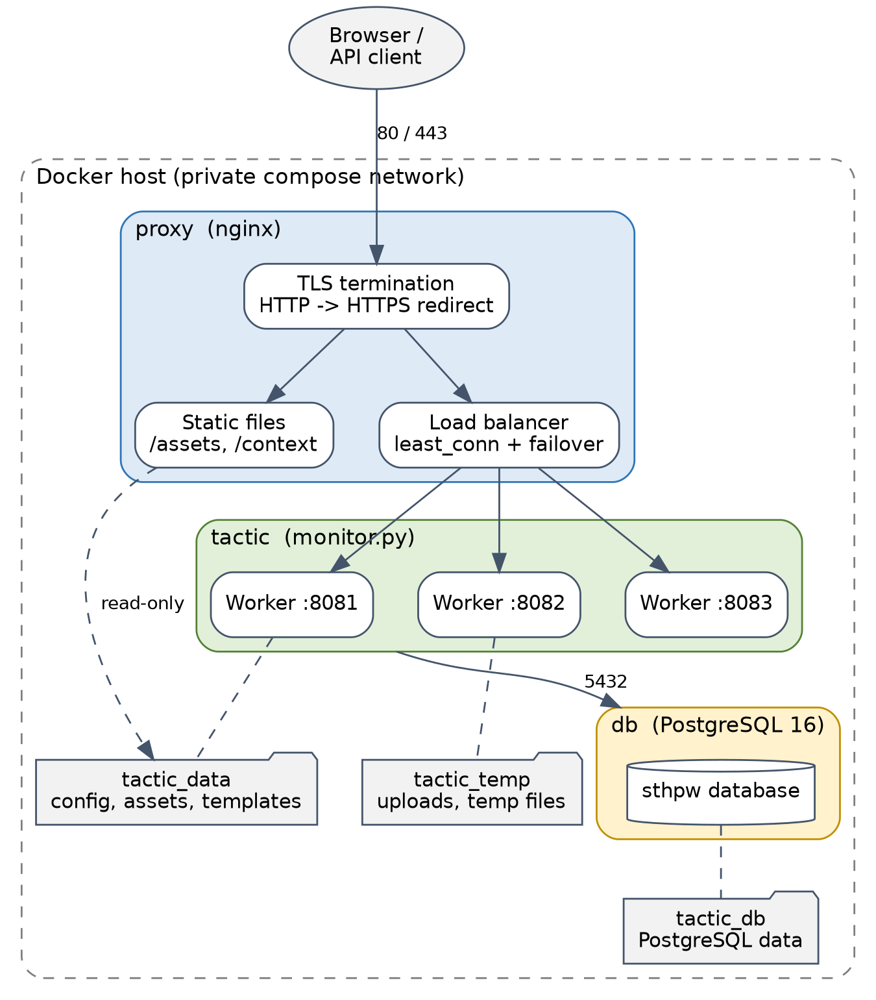 Browser /
API client
80 / 443
Docker host (private compose network)
proxy  (nginx)
TLS termination
HTTP -> HTTPS redirect
Static files
/assets, /context
Load balancer
least_conn + failover
tactic  (monitor.py)
Worker :8081
Worker :8082
Worker :8083
read-only
5432
db  (PostgreSQL 16)
tactic_data
config, assets, templates
tactic_temp
uploads, temp files
sthpw database
tactic_db
PostgreSQL data